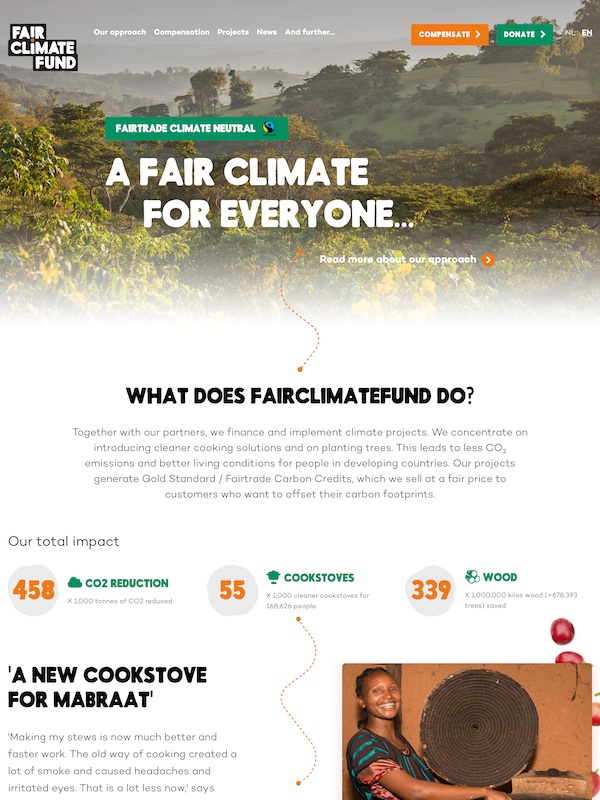 FAIR
CLIMATE
FUND
Our approach Compensation Projects News And further...
COMPENSATE
DONATE
NL EN
FAIRTRADE CLIMATE NEUTRAL
A FAIR CLIMATE
FOR EVERYONE...
Read more about our approach
WHAT DOES FAIRCLIMATEFUND DO?
Together with our partners, we finance and implement climate projects. We concentrate on
introducing cleaner cooking solutions and on planting trees. This leads to less CO₂
emissions and better living conditions for people in developing countries. Our projects
generate Gold Standard / Fairtrade Carbon Credits, which we sell at a fair price to
customers who want to offset their carbon footprints.
Our total impact
458
CO2 REDUCTION
X 1,000 tonnes of CO2 reduced
55
COOKSTOVES
X 1,000 cleaner cookstoves for
168,626 people
339
WOOD
X 1,000,000 kilos wood (=678,393
trees) saved
'A NEW COOKSTOVE
FOR MABRAAT'
'Making my stews is now much better and
faster work. The old way of cooking created a
lot of smoke and caused headaches and
irritated eyes. That is a lot less now,' says